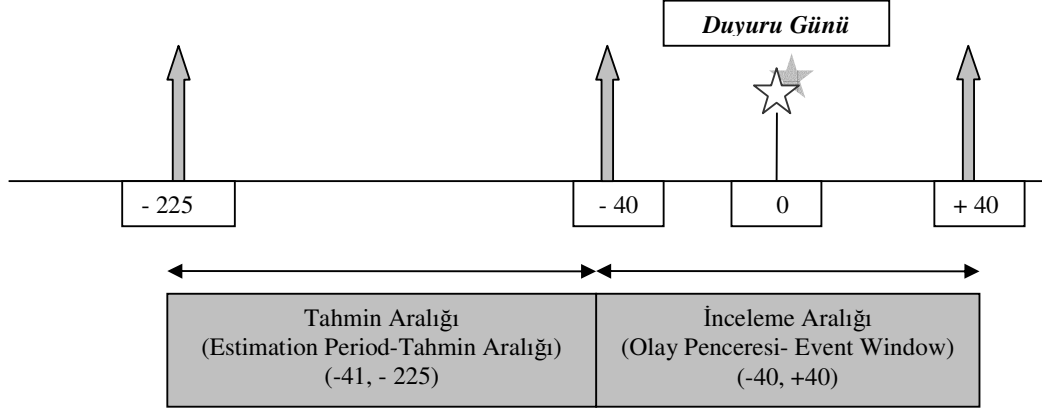 Duyuru Günü
- 225
- 40
0
+ 40
Tahmin Aralığı
(Estimation Period-Tahmin Aralığı)
(-41, - 225)
İnceleme Aralığı
(Olay Penceresi- Event Window)
(-40, +40)